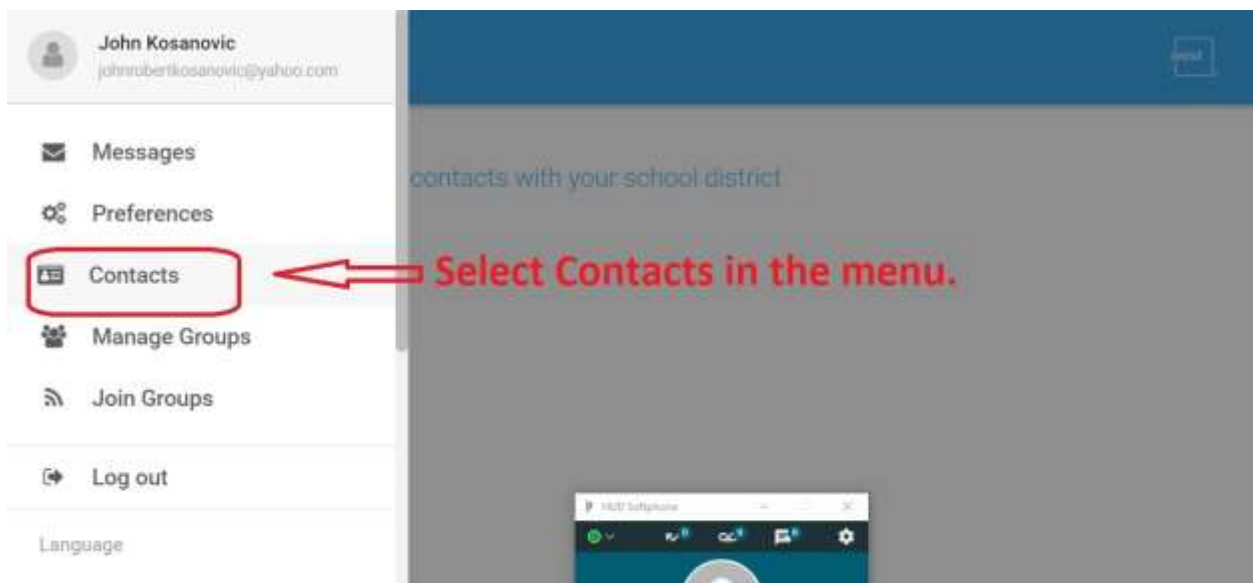 John Kosanovic
johnrobertkosanovic@yahoo.com
Messages
contacts with your school district
Preferences
Contacts
Select Contacts in the menu.
Manage Groups
Join Groups
Log out
HUD Softphone
Language